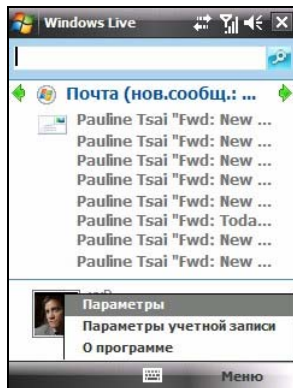 Windows Live
Почта (нов.сообщ.: ...
Pauline Tsai "Fwd: New ...
Pauline Tsai "Fwd: New ...
Pauline Tsai "Fwd: New ...
Pauline Tsai "Fwd: New ...
Pauline Tsai "Fwd: New ...
Pauline Tsai "Fwd: Toda...
Pauline Tsai "Fwd: New ...
Pauline Tsai "Fwd: New ...
Параметры
Параметры учетной записи
О программе
Меню